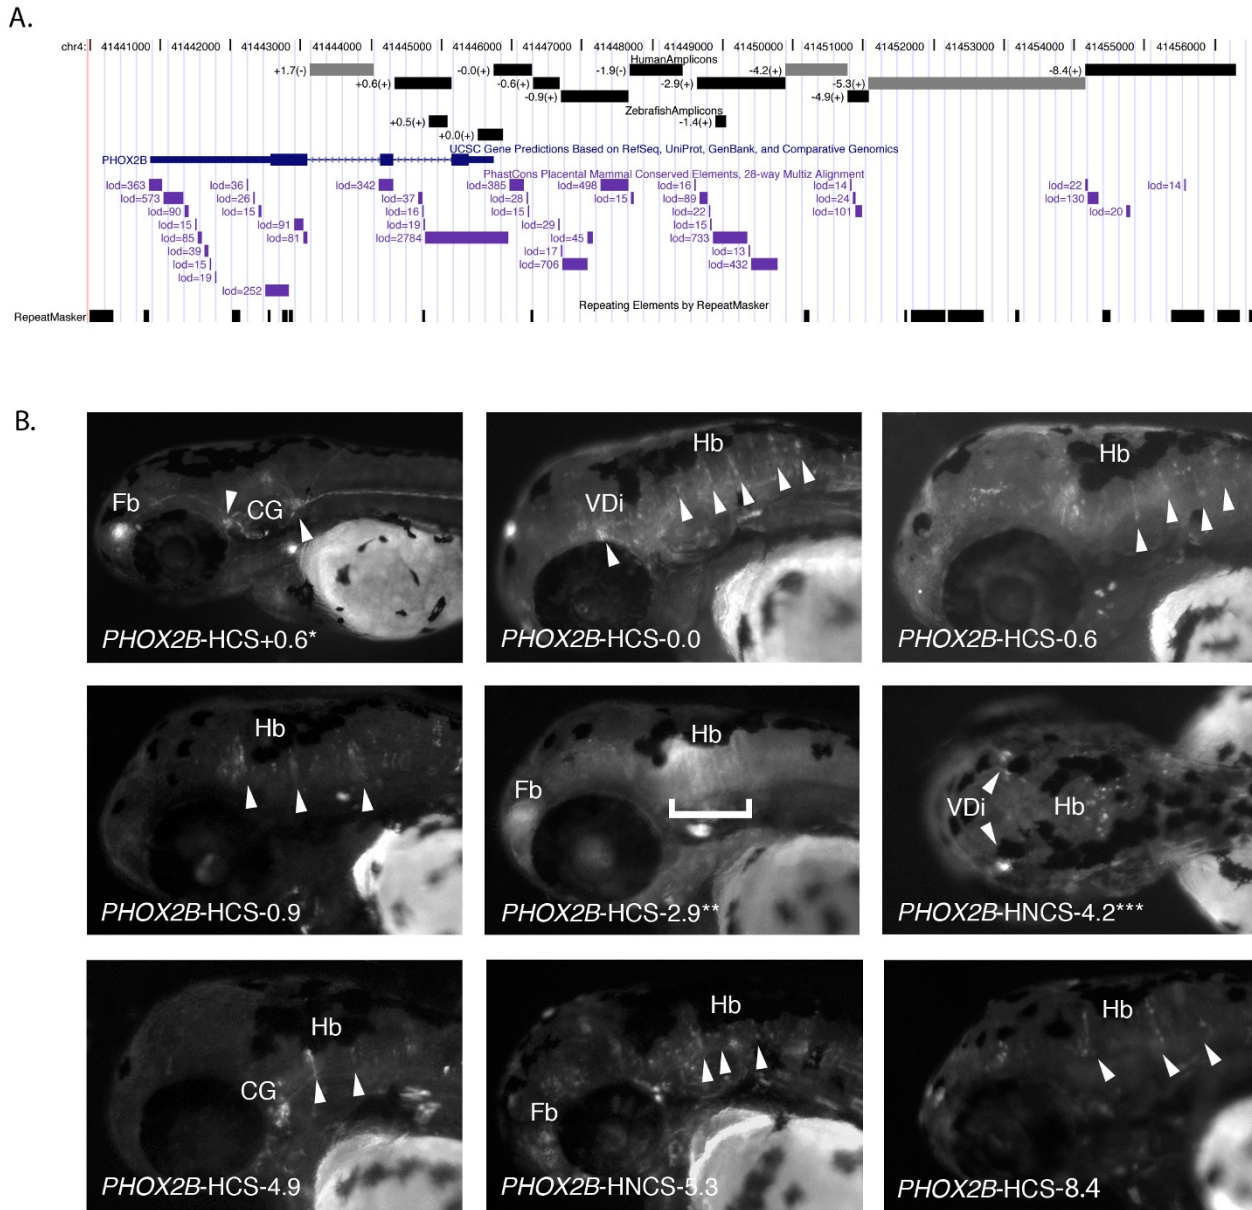 A.
chr4: 41441000 41442000 41443000 41444000 41445000 41446000 41447000 41448000 41449000 41450000 41451000 41452000 41453000 41454000 41455000 41456000
HumanAmplicons
+1.7(-) -0.0(+) -1.9(-) -4.2(+) -8.4(+)
+0.6(+) -0.6(+) -2.9(+) -5.3(+)
-0.9(+) -4.9(+)
ZebrafishAmplicons
+0.5(+) -1.4(+)
+0.0(+)
UCSC Gene Predictions Based on RefSeq, UniProt, GenBank, and Comparative Genomics
PHOX2B
PhastCons Placental Mammal Conserved Elements, 28-way Multiz Alignment
lod=363 lod=36 lod=342 lod=385 lod=498 lod=16 lod=14 lod=22 lod=14
lod=573 lod=26 lod=37 lod=28 lod=15 lod=89 lod=24 lod=130
lod=90 lod=15 lod=16 lod=15 lod=22 lod=101 lod=20
lod=15 lod=91 lod=19 lod=29 lod=15
lod=85 lod=81 lod=2784 lod=45 lod=733
lod=39 lod=17 lod=13
lod=15 lod=706 lod=432
lod=19
lod=252
Repeating Elements by RepeatMasker
RepeatMasker
B.
Fb CG
PHOX2B-HCS+0.6*
Hb
VDi
PHOX2B-HCS-0.0
Hb
PHOX2B-HCS-0.6
Hb
PHOX2B-HCS-0.9
Hb
Fb
PHOX2B-HCS-2.9**
VDi Hb
PHOX2B-HNCS-4.2***
Hb
CG
PHOX2B-HCS-4.9
Hb
Fb
PHOX2B-HNCS-5.3
Hb
PHOX2B-HCS-8.4